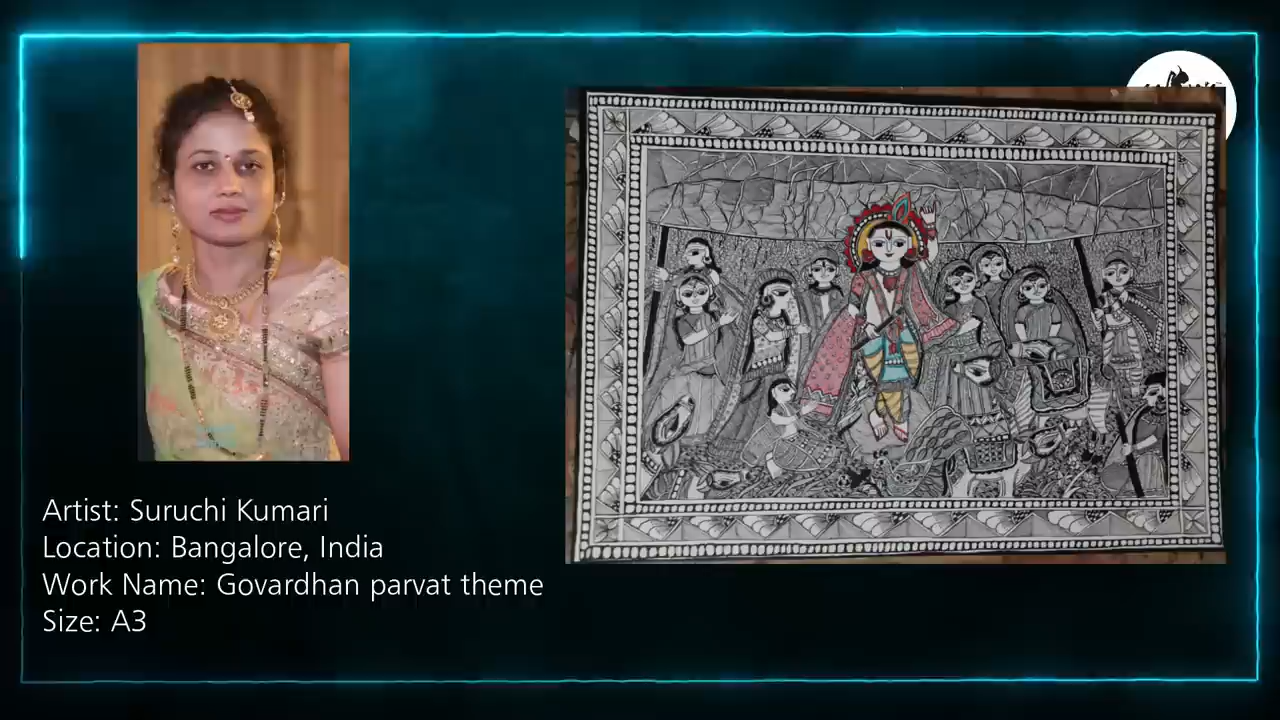 Artist: Suruchi Kumari
Location: Bangalore, India
Work Name: Govardhan parvat theme
Size: A3